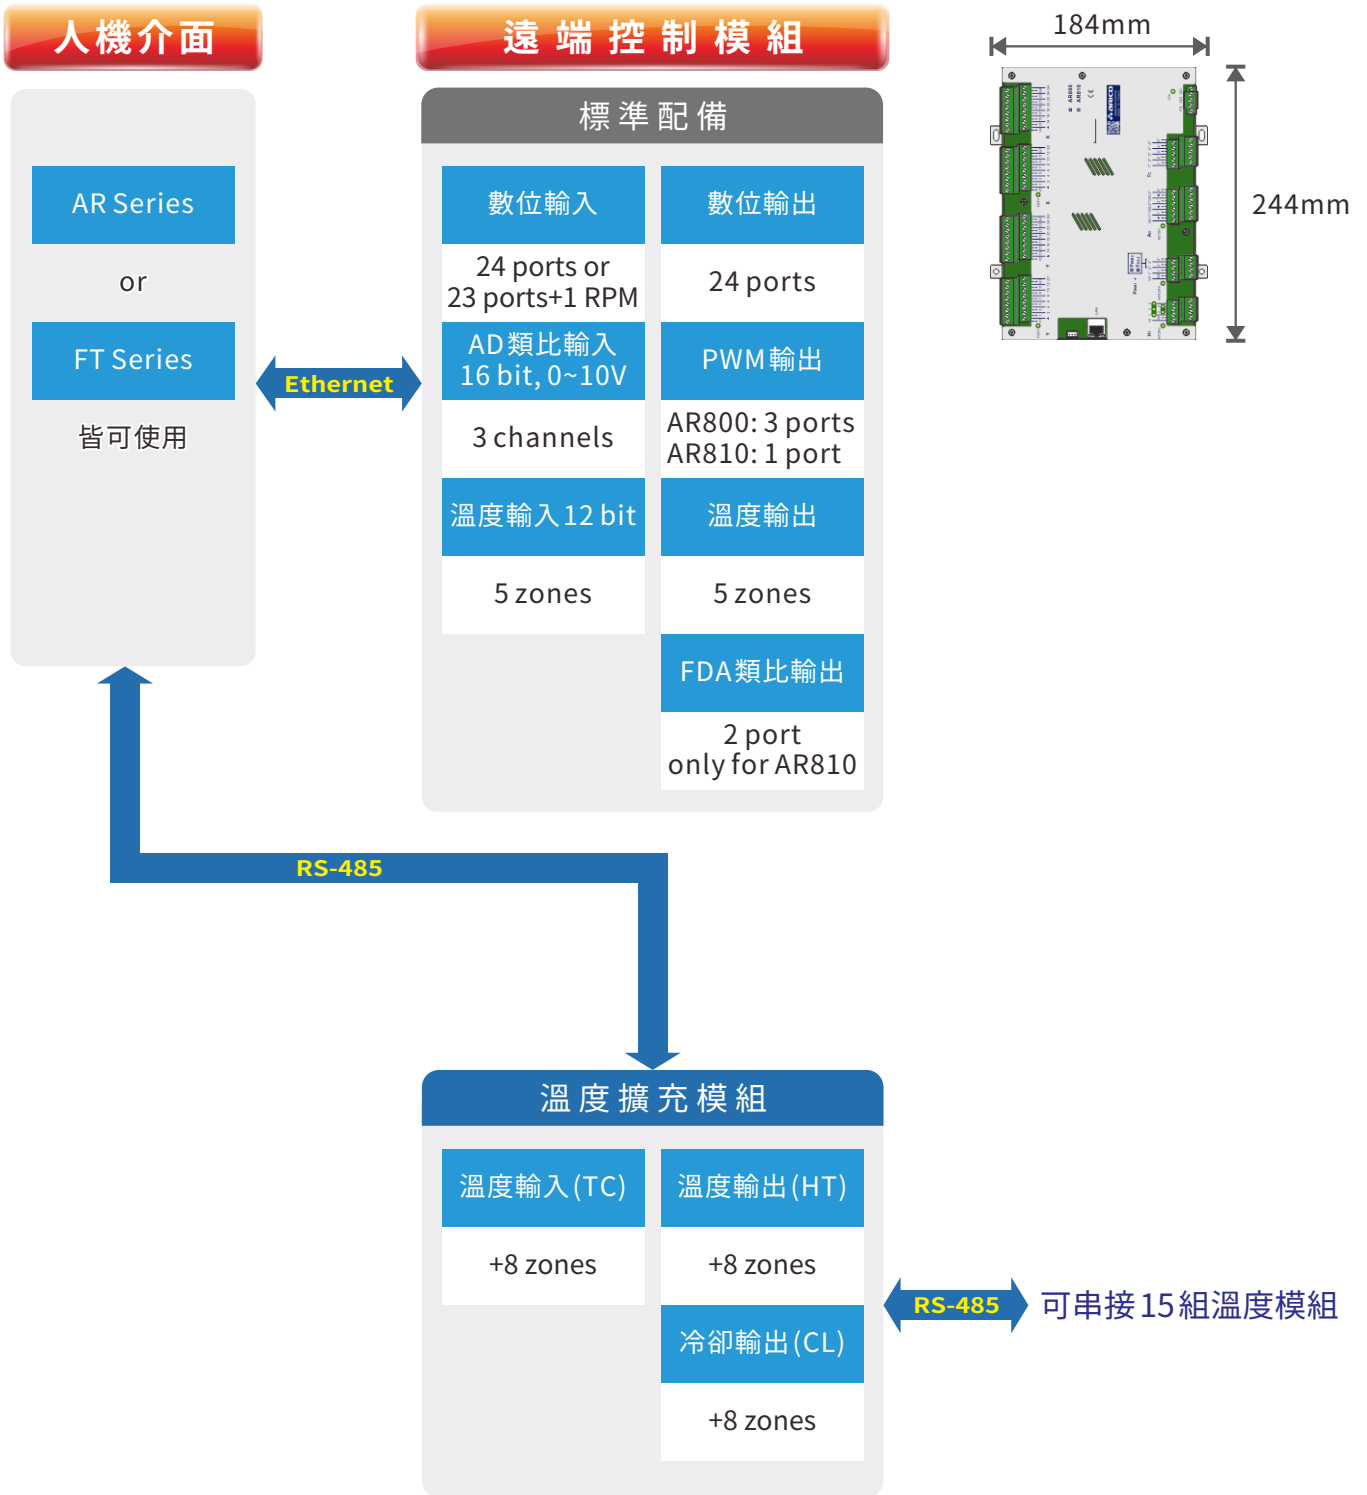 人機介面
遠端控制模組
184mm
244mm
標準配備
AR Series
or
FT Series
皆可使用
Ethernet
數位輸入
24 ports or
23 ports+1 RPM
AD類比輸入
16 bit, 0~10V
3 channels
溫度輸入12 bit
5 zones
數位輸出
24 ports
PWM輸出
AR800: 3 ports
AR810: 1 port
溫度輸出
5 zones
FDA類比輸出
2 port
only for AR810
AR800
AR810
RS-485
溫度擴充模組
溫度輸入(TC)
+8 zones
溫度輸出(HT)
+8 zones
冷卻輸出(CL)
+8 zones
RS-485
可串接15組溫度模組